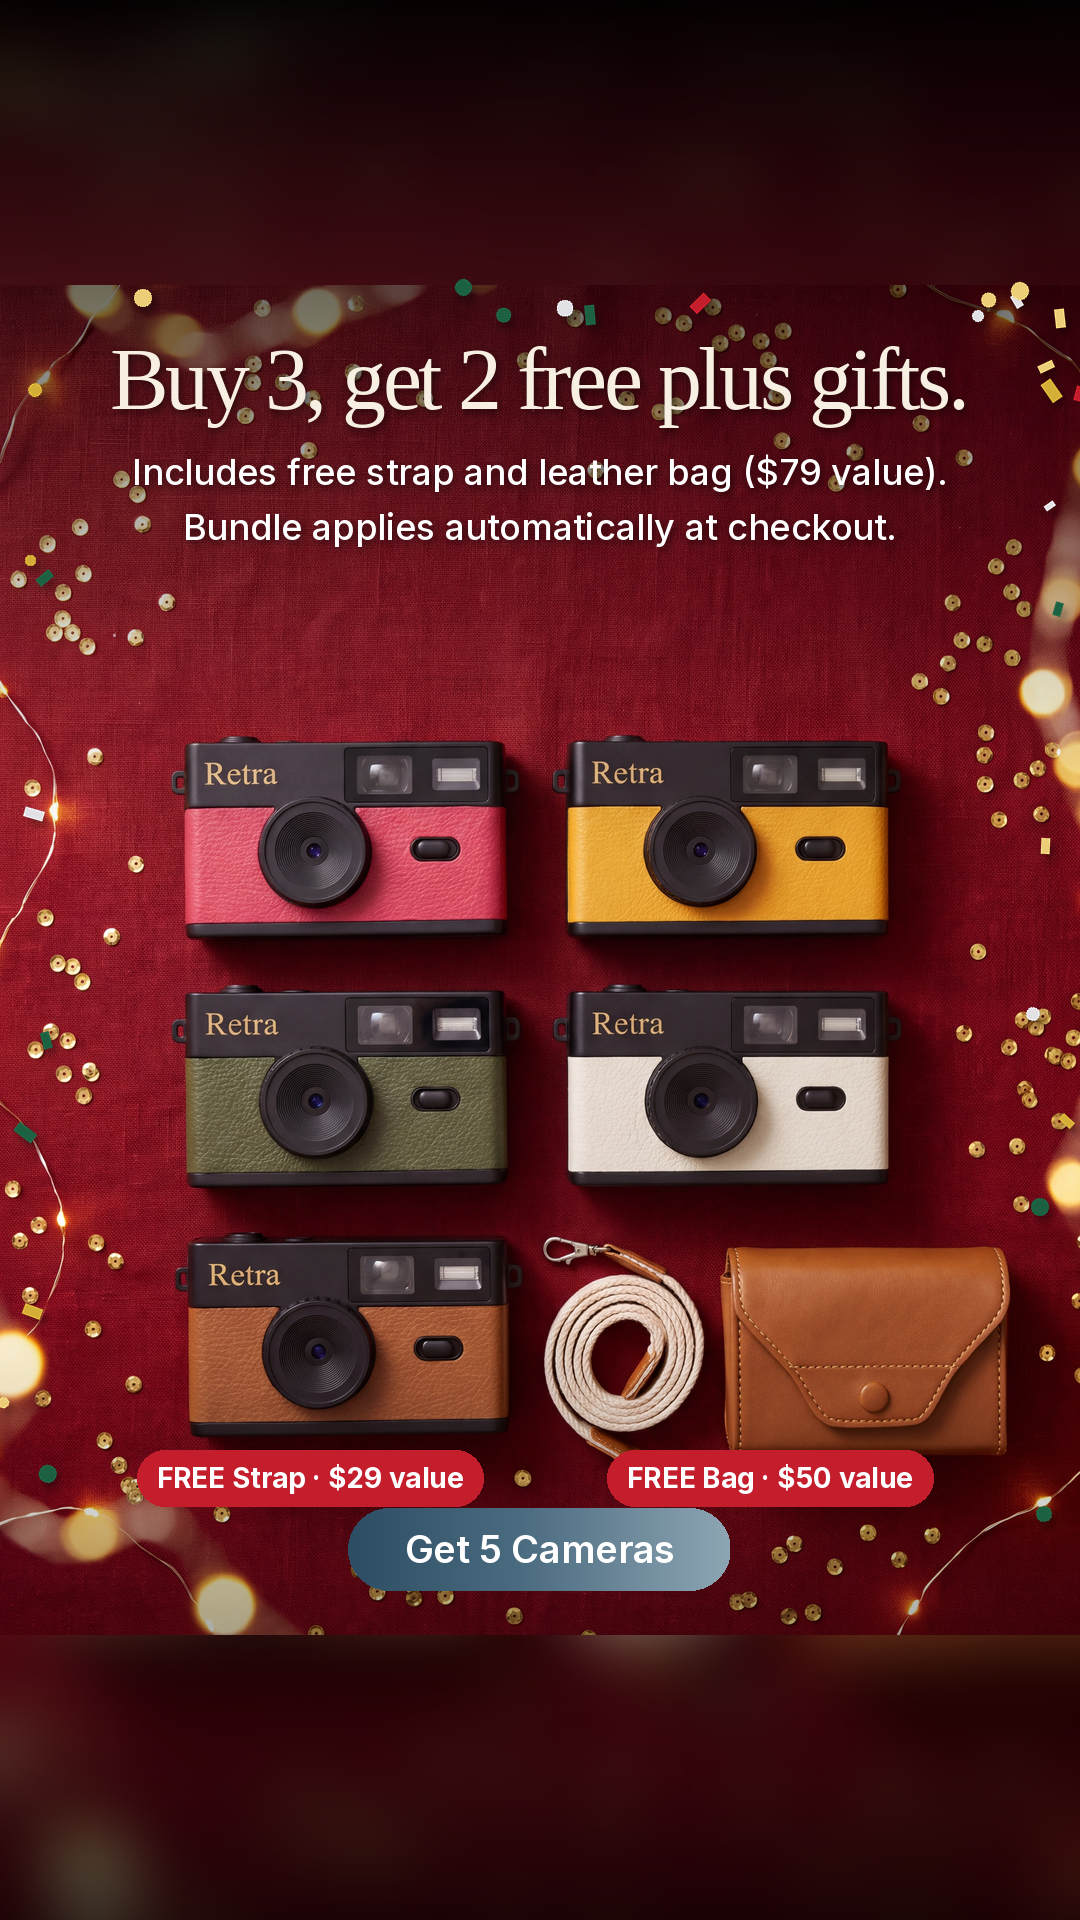 Buy 3, get 2 free plus gifts.
Includes free strap and leather bag ($79 value).
Bundle applies automatically at checkout.
Retra
Retra
Retra
Retra
Retra
FREE Strap · $29 value
FREE Bag · $50 value
Get 5 Cameras